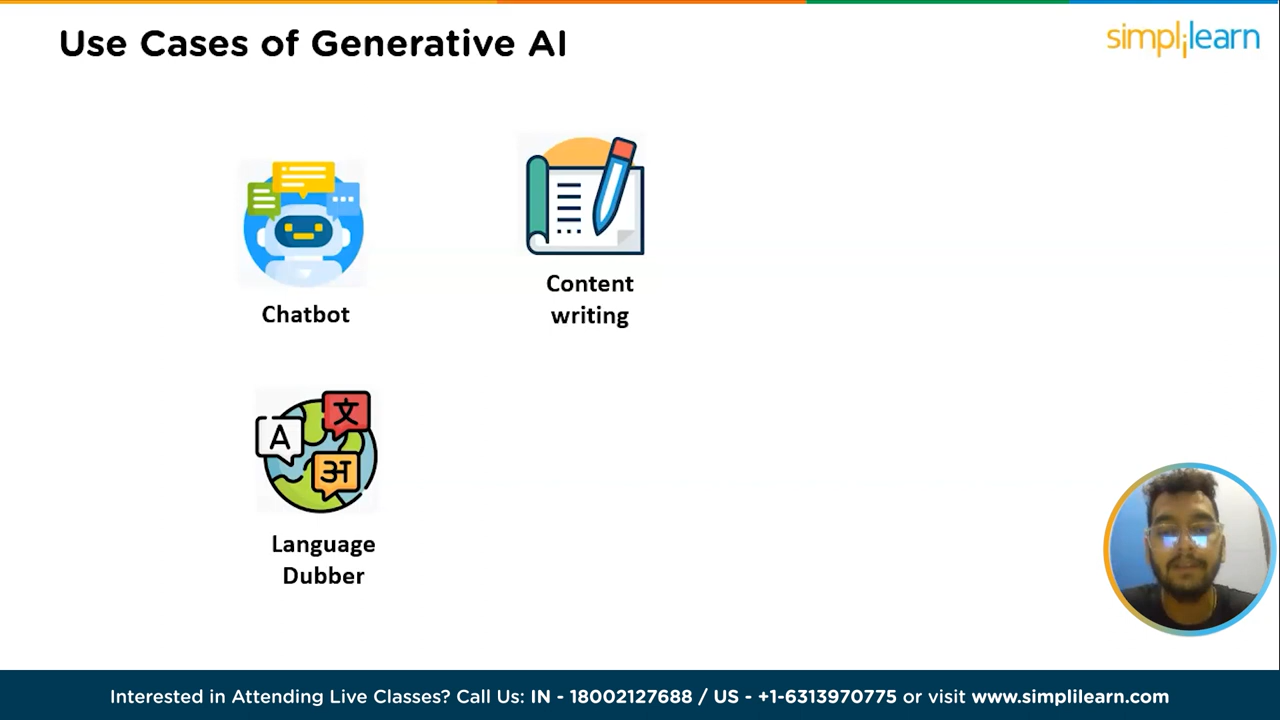 Use Cases of Generative AI
simplilearn
Chatbot
Content
writing
A
文
अ
Language
Dubber
Interested in Attending Live Classes? Call Us: IN - 18002127688 / US - +1-6313970775 or visit www.simplilearn.com